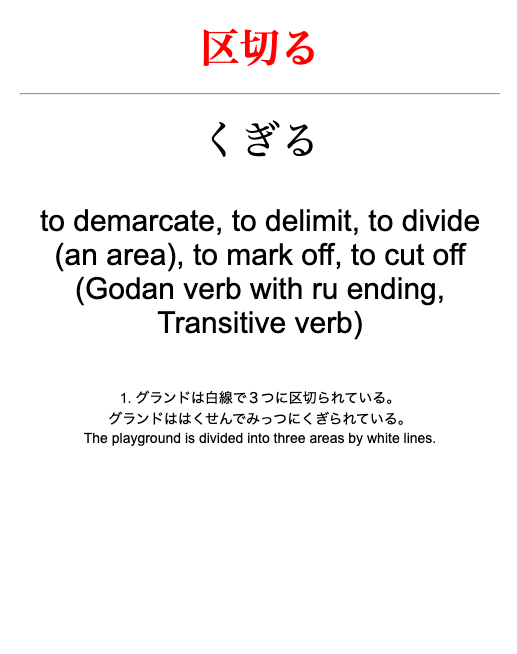 区切る
くぎる
to demarcate, to delimit, to divide
(an area), to mark off, to cut off
(Godan verb with ru ending,
Transitive verb)
1. グランドは白線で３つに区切られている。
グランドははくせんでみっつにくぎられている。
The playground is divided into three areas by white lines.